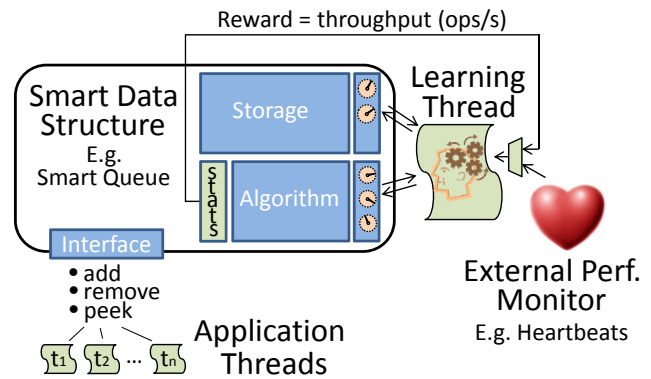 Reward = throughput (ops/s)
Smart Data
Structure
E.g.
Smart Queue
Storage
stats
Algorithm
Learning
Thread
Interface
• add
• remove
• peek
t1 t2 ... tn
Application
Threads
External Perf.
Monitor
E.g. Heartbeats